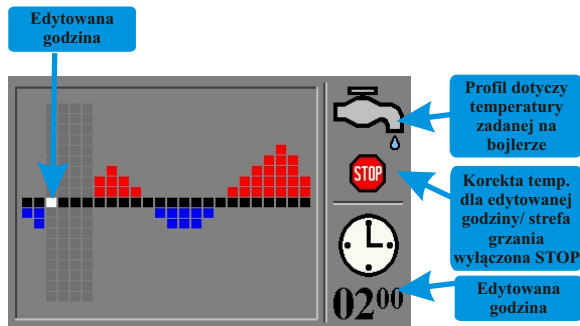 Edytowana
godzina
Profil dotyczy
temperatury
zadanej na
bojlerze
STOP
Korekta temp.
dla edytowanej
godziny/ strefa
grzania
wyłączona STOP
02⁰⁰
Edytowana
godzina